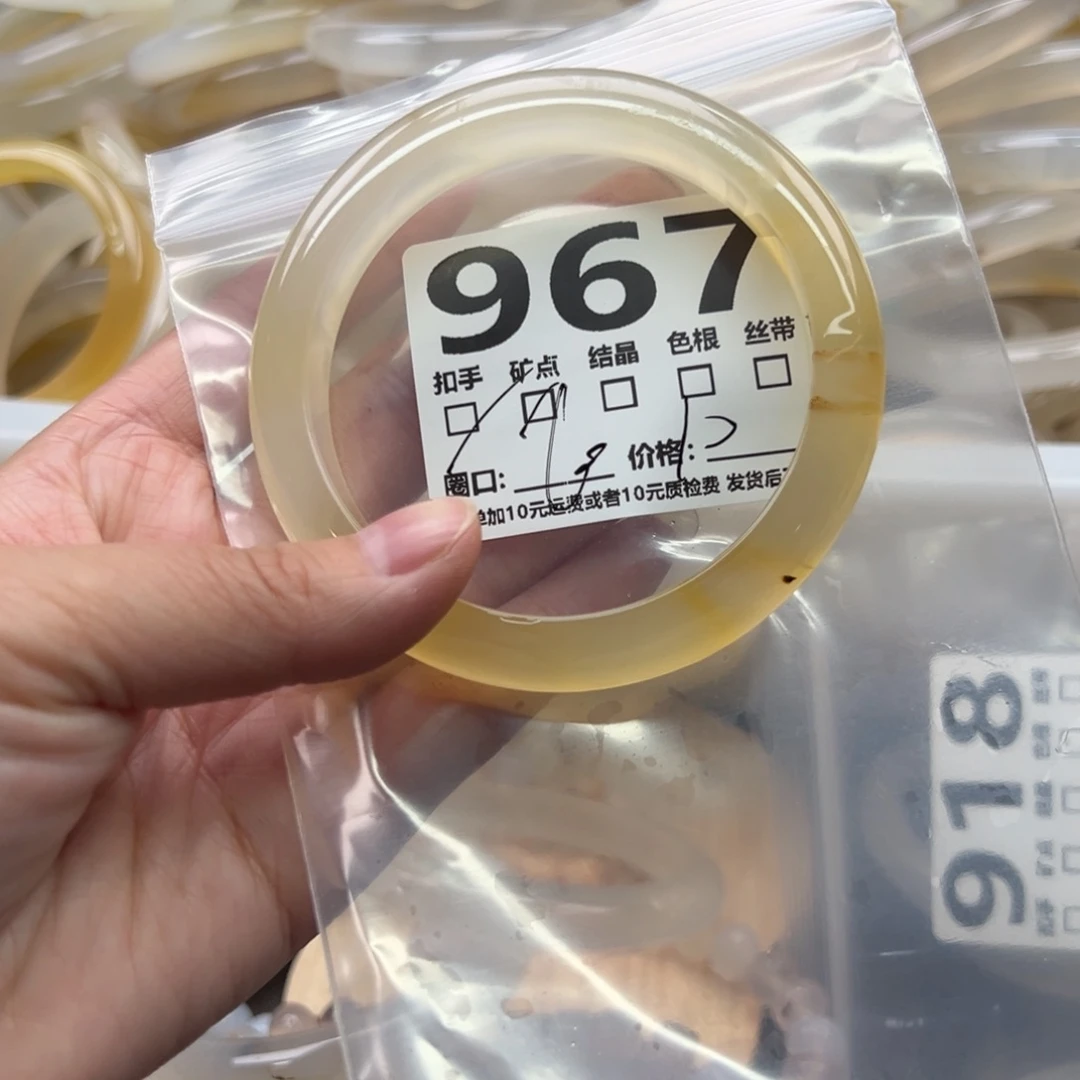 967
扣手 矿点 结晶 色根 丝带
圈口: 价格:
加10元运费或者10元质检费 发货后
918